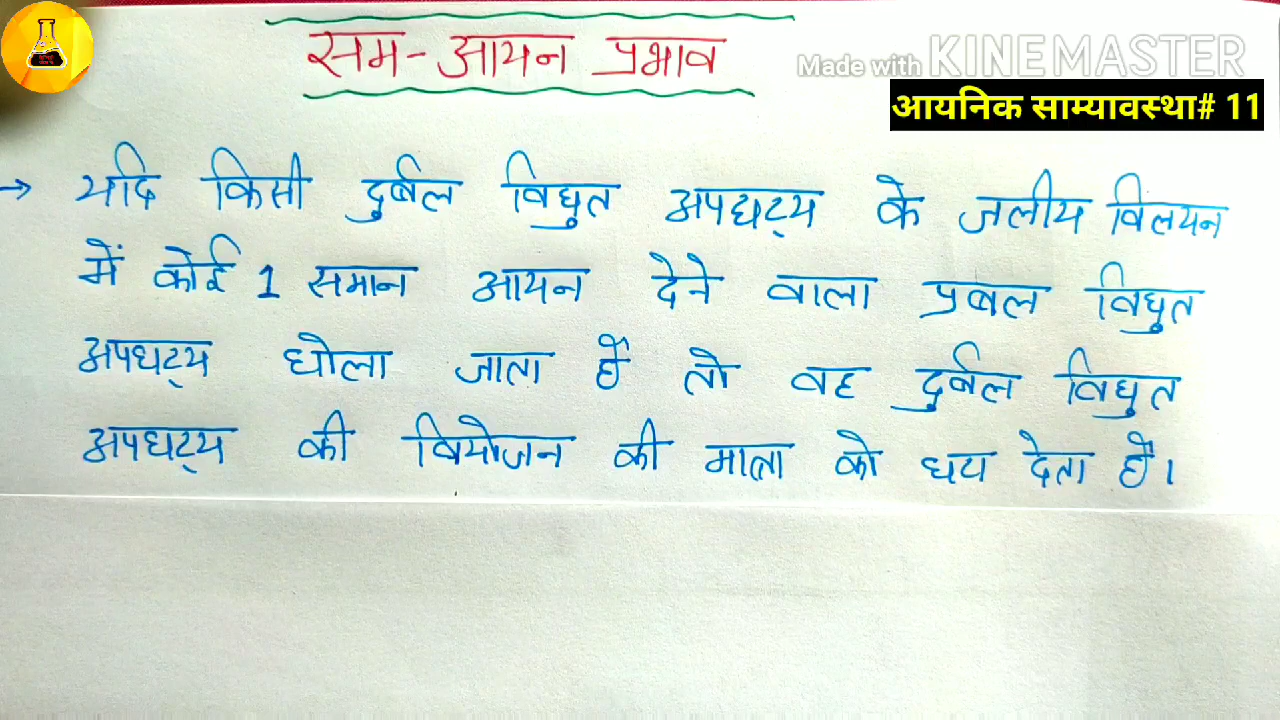 सम-आयन प्रभाव
Made with KINEMASTER
आयनिक साम्यावस्था# 11
→ यदि किसी दुर्बल विद्युत अपघट्य के जलीय विलयन
में कोई 1 समान आयन देने वाला प्रबल विद्युत
अपघट्य घोला जाता है तो वह दुर्बल विद्युत
अपघट्य की वियोजन की मात्रा को घटा देता है।